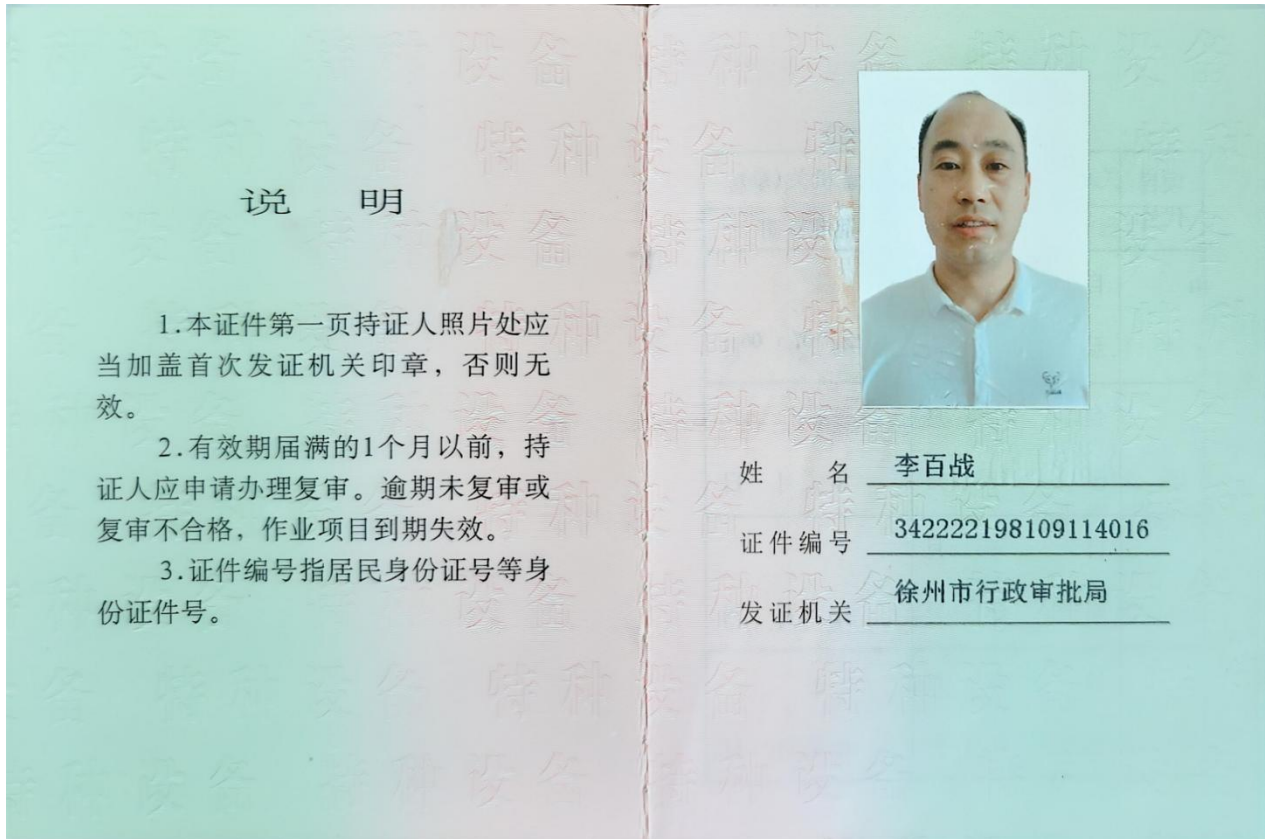 说 明
1.本证件第一页持证人照片处应
当加盖首次发证机关印章，否则无
效。
2.有效期届满的1个月以前，持
证人应申请办理复审。逾期未复审或
复审不合格，作业项目到期失效。
3.证件编号指居民身份证号等身
份证件号。
姓 名 李百战
证件编号 342222198109114016
发证机关 徐州市行政审批局